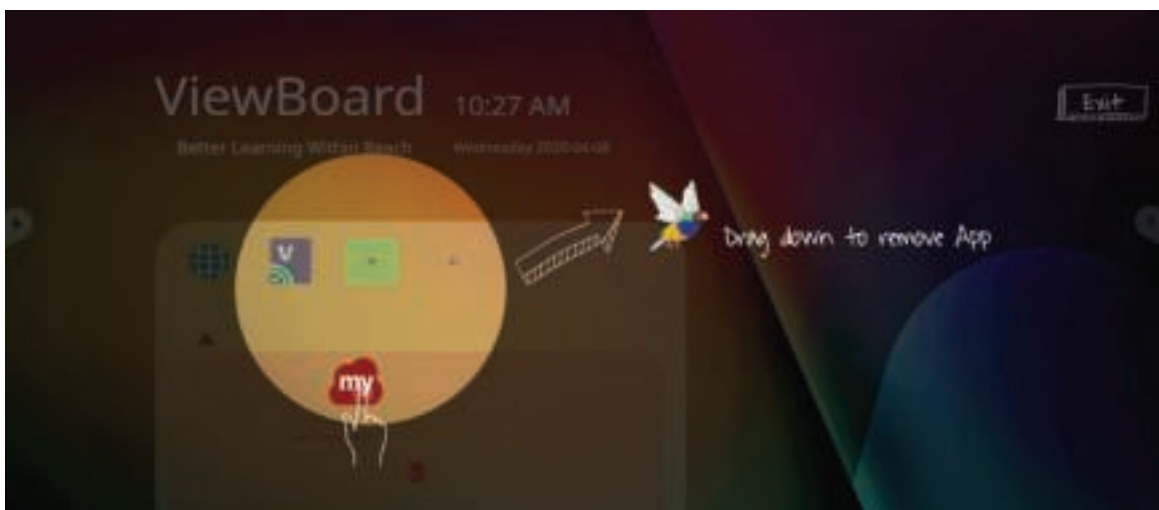 ViewBoard 10:27 AM
Exit
Better Learning Within Reach Wednesday 2020-04-08
V
Drag down to remove App
my